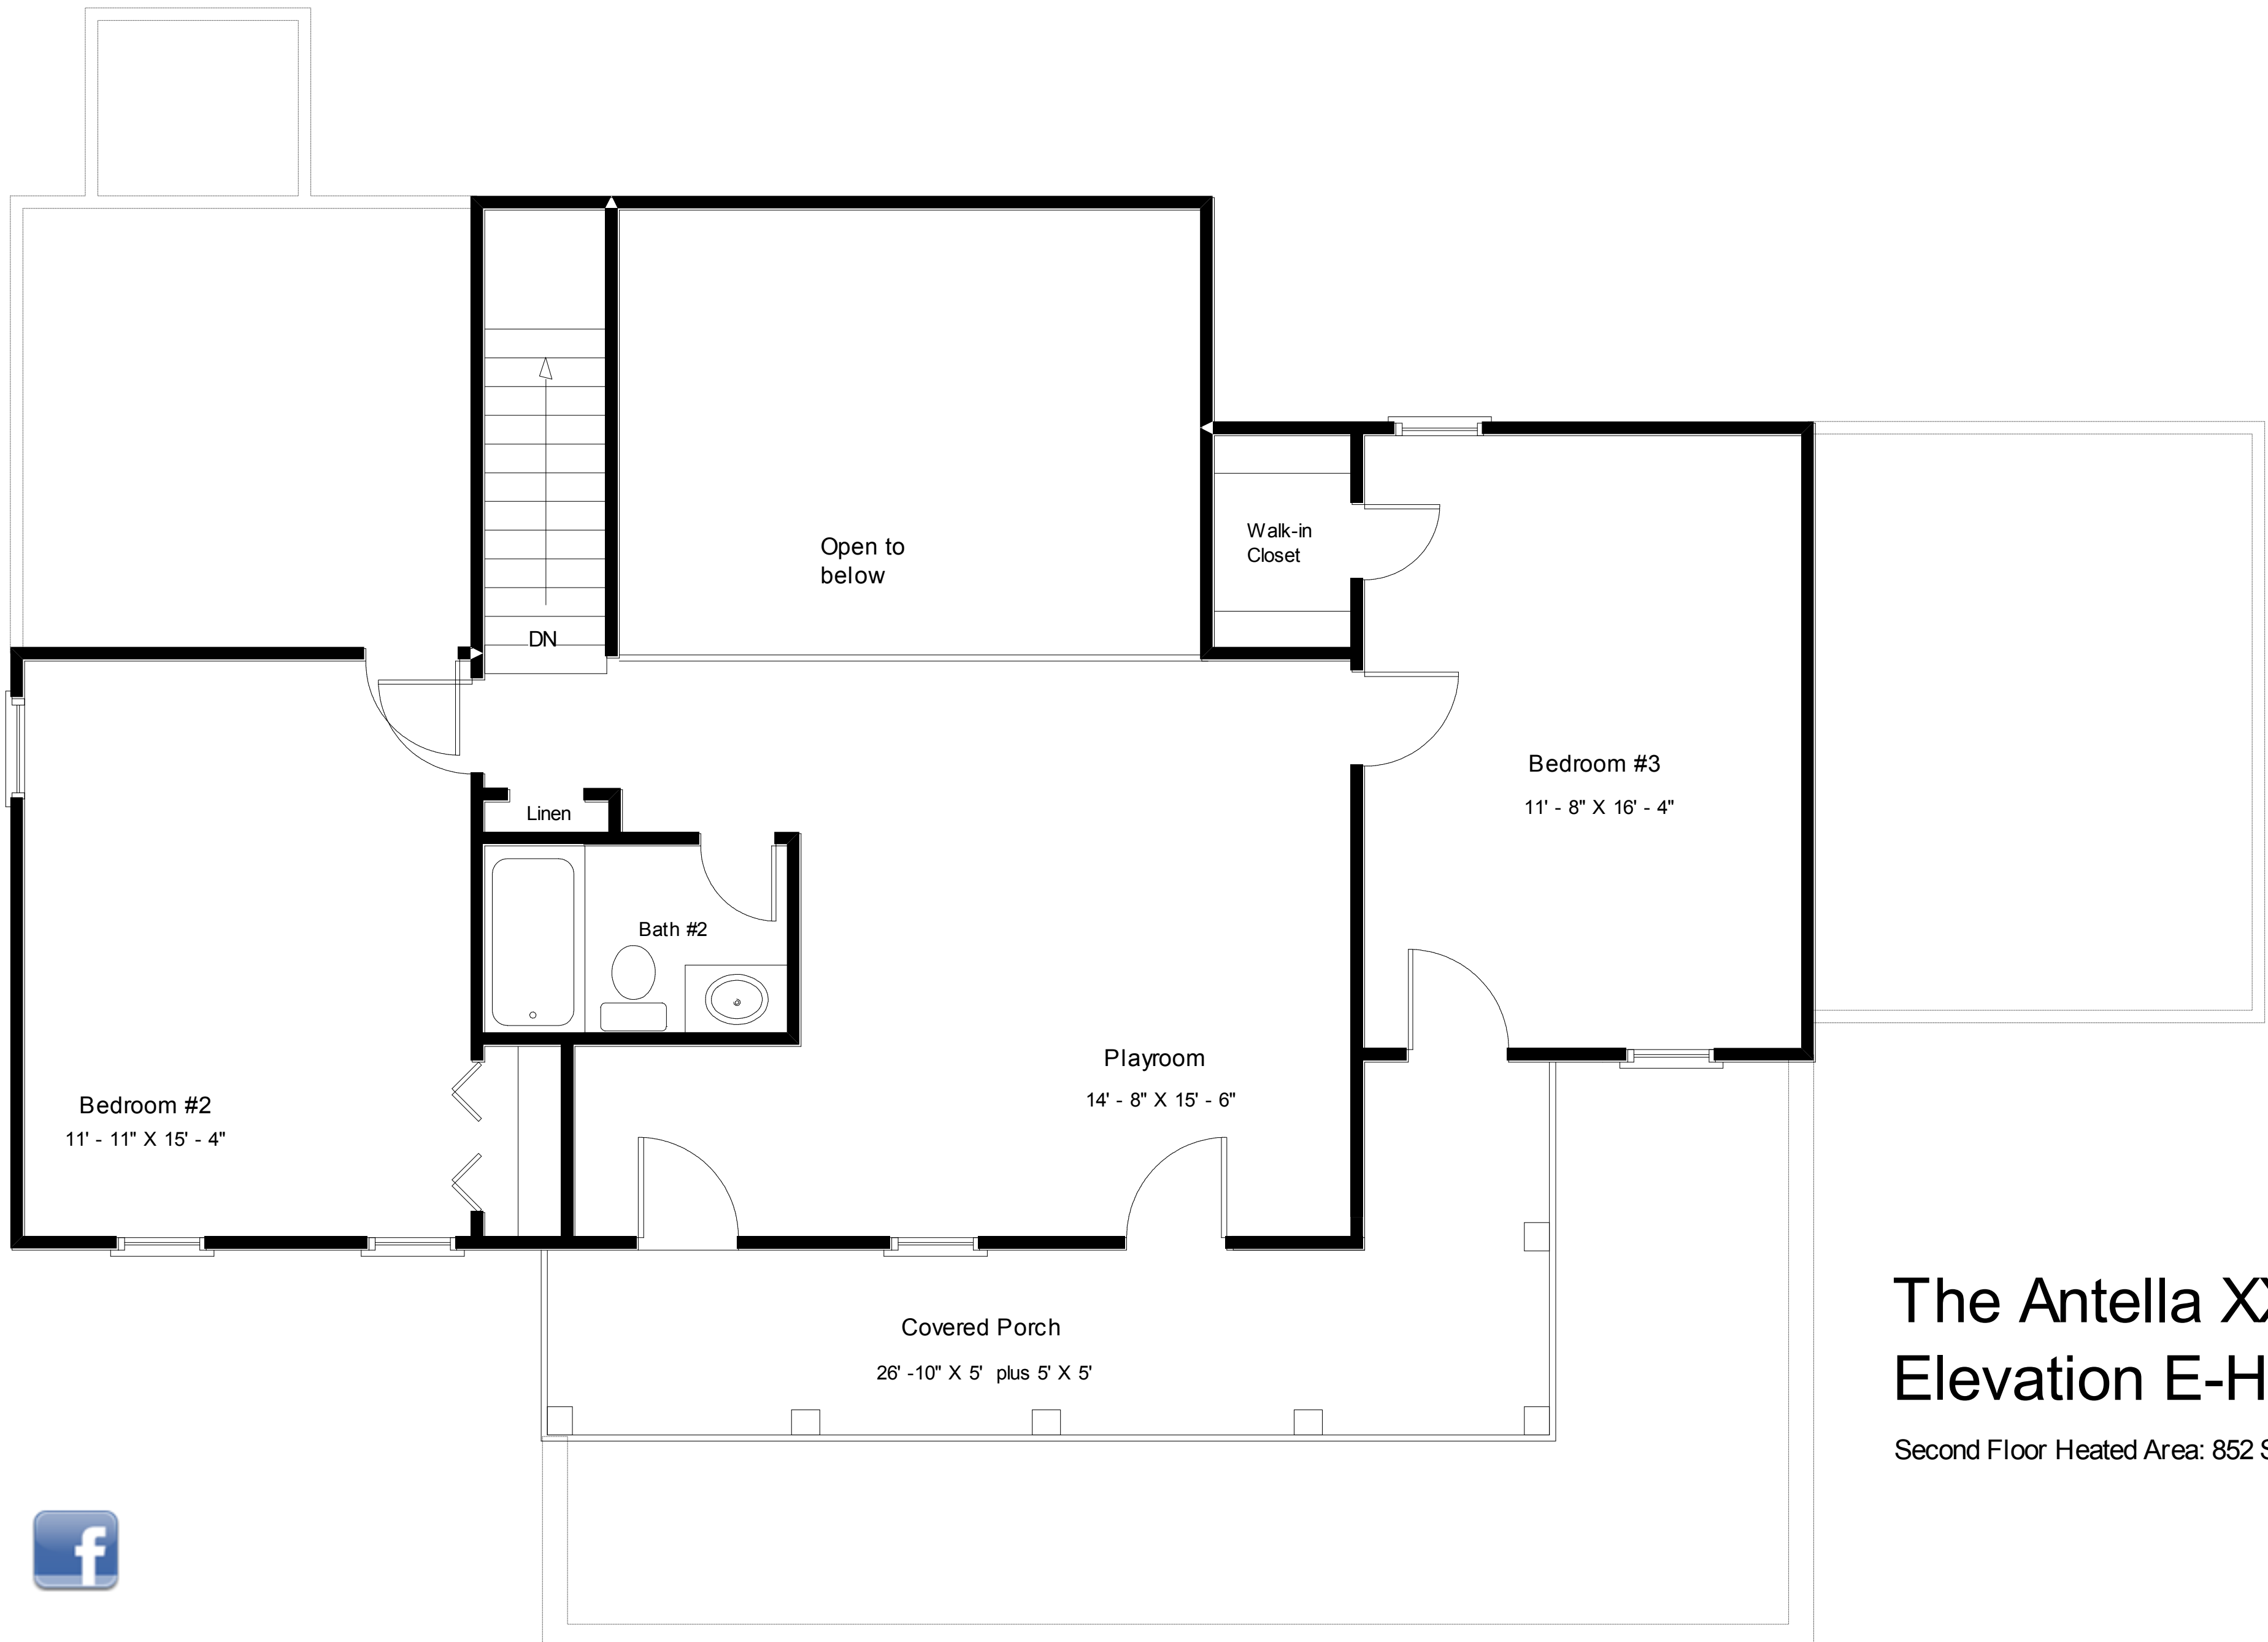 Open to
below
Walk-in
Closet
DN
Bedroom #3
11' - 8" X 16' - 4"
Linen
Bath #2
Playroom
14' - 8" X 15' - 6"
Bedroom #2
11' - 11" X 15' - 4"
Covered Porch
26' -10" X 5' plus 5' X 5'
The Antella XX
Elevation E-H
Second Floor Heated Area: 852 S
f